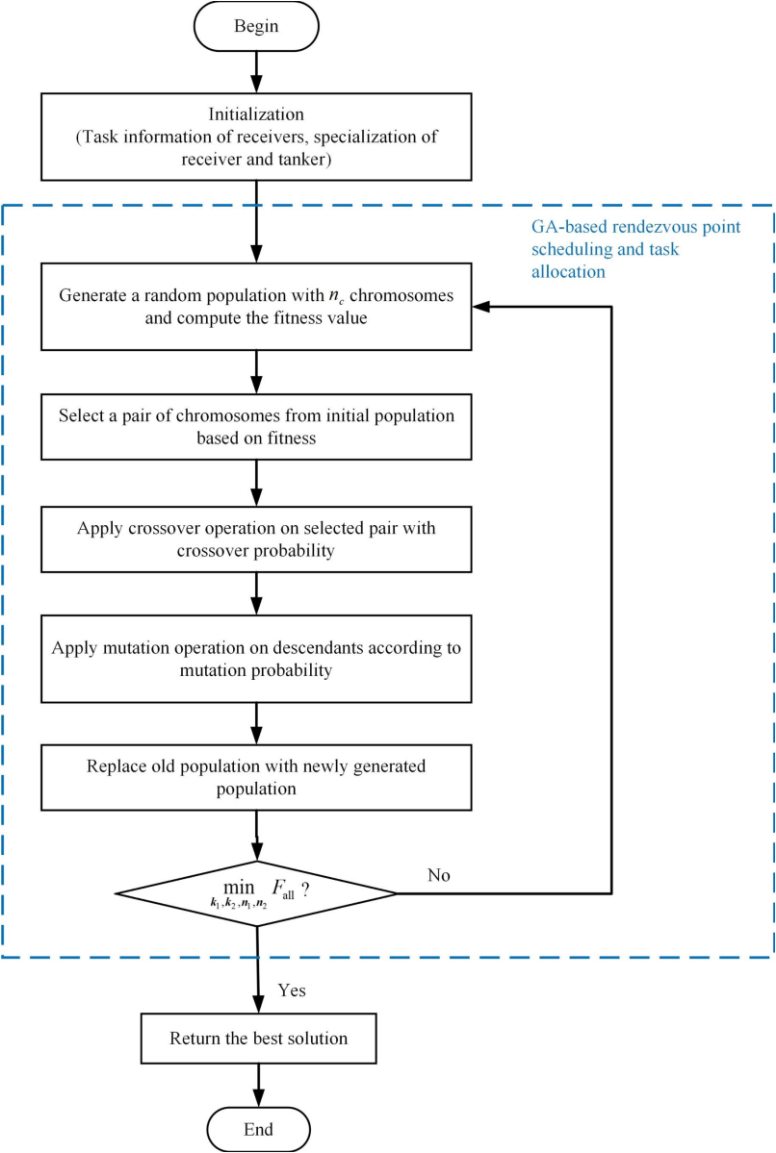 Begin
Initialization
(Task information of receivers, specialization of
receiver and tanker)
GA-based rendezvous point
scheduling and task
allocation
Generate a random population with n_c chromosomes
and compute the fitness value
Select a pair of chromosomes from initial population
based on fitness
Apply crossover operation on selected pair with
crossover probability
Apply mutation operation on descendants according to
mutation probability
Replace old population with newly generated
population
min F_all ?
k_1,k_2,n_1,n_2
No
Yes
Return the best solution
End